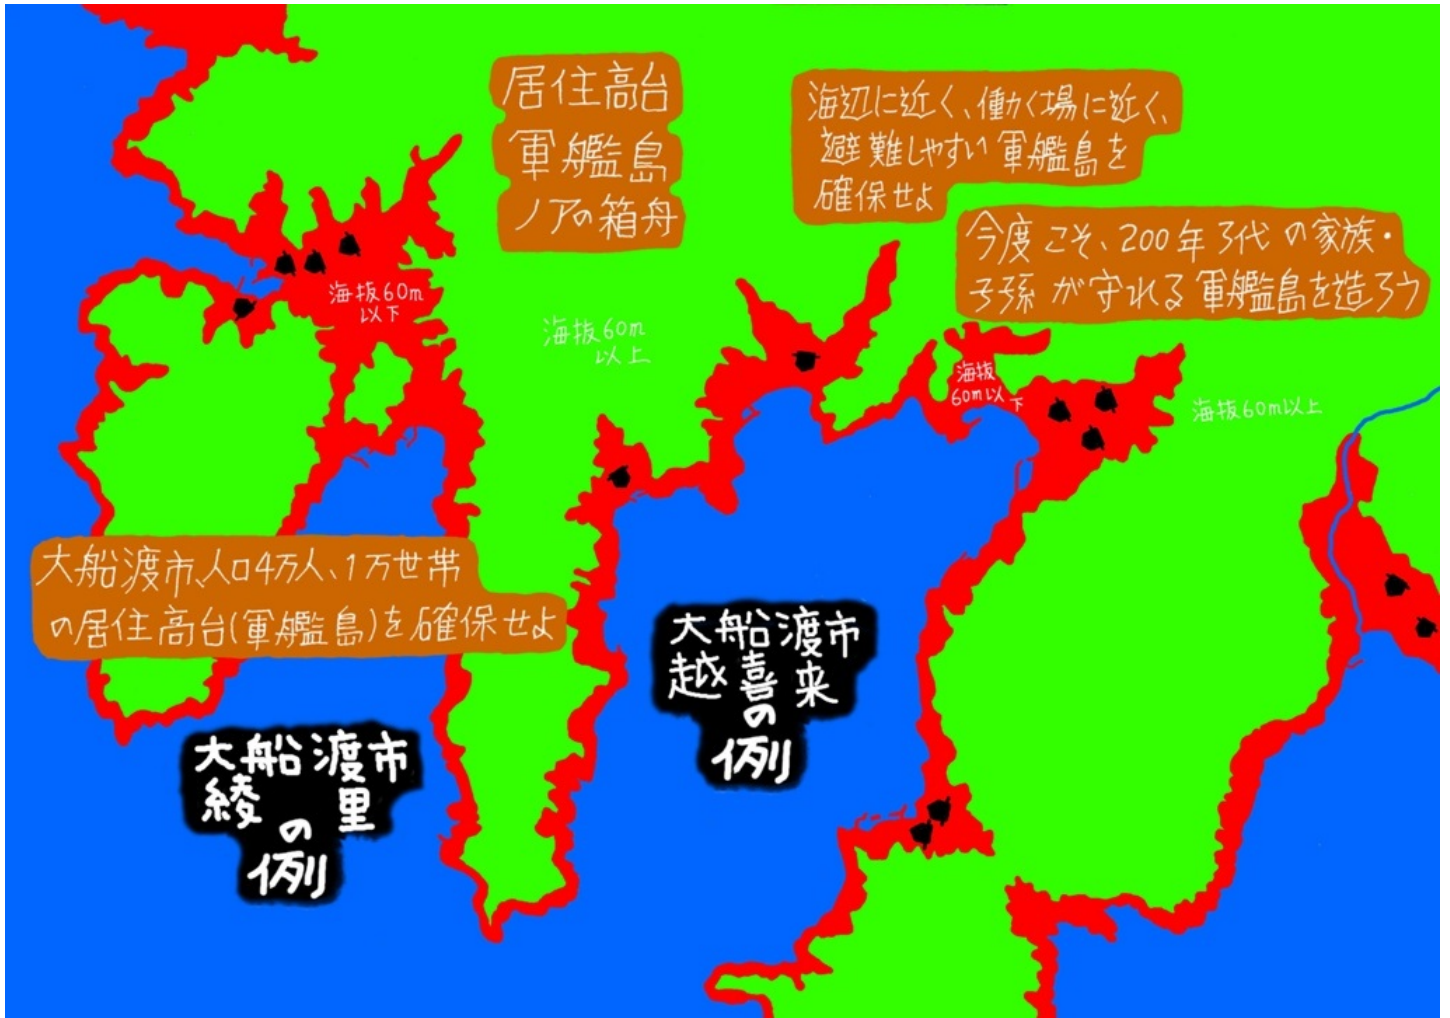 居住高台
軍艦島
ノアの箱舟
海辺に近く、働く場に近く、
避難しやすい軍艦島を
確保せよ
今度こそ、200年3代の家族・
子孫が守れる軍艦島を造ろう
海抜60m
以下
海抜60m
以上
海抜
60m以
下
海抜60m以上
大船渡市、人口4万人、1万世帯
の居住高台(軍艦島)を確保せよ
大船渡市
越喜来
の
例
大船渡市
綾里
の
例